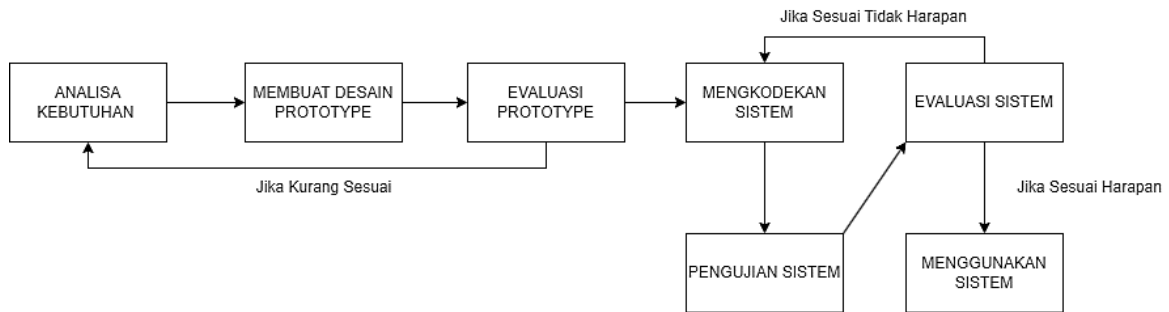 Jika Sesuai Tidak Harapan
ANALISA
KEBUTUHAN
MEMBUAT DESAIN
PROTOTYPE
EVALUASI
PROTOTYPE
MENGKODEKAN
SISTEM
EVALUASI SISTEM
Jika Kurang Sesuai
Jika Sesuai Harapan
PENGUJIAN SISTEM
MENGGUNAKAN
SISTEM